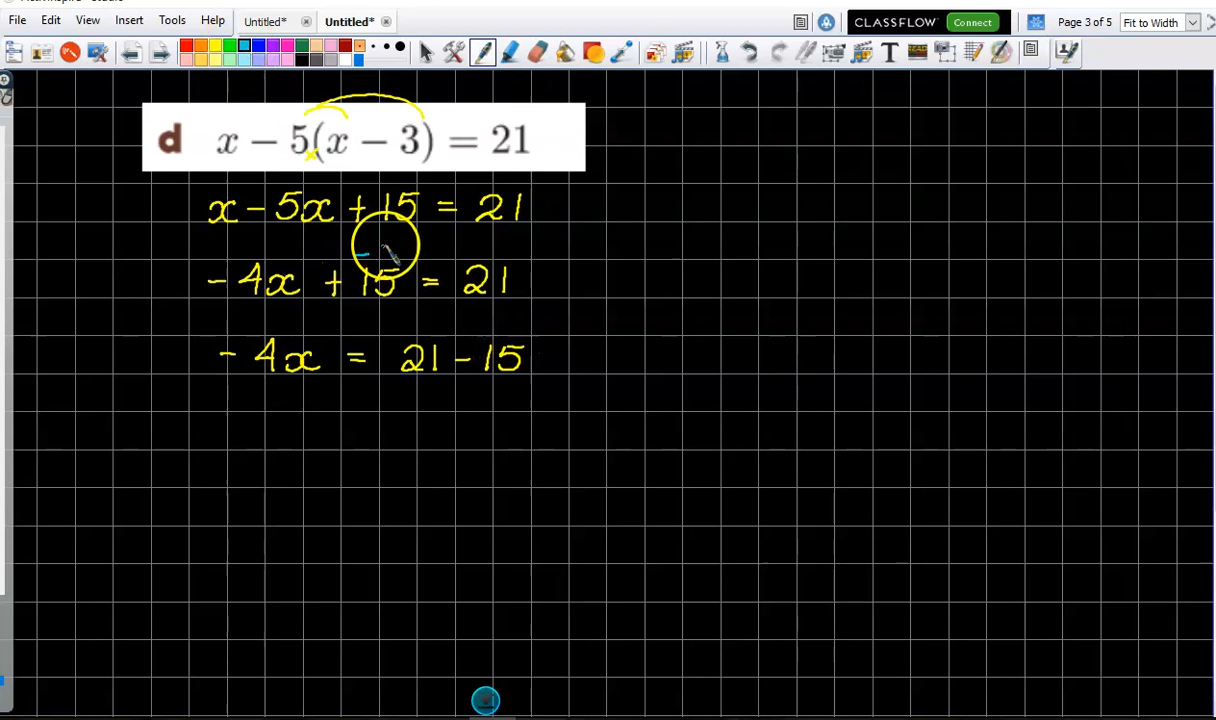 File Edit View Insert Tools Help
Untitled* Untitled*
CLASSFLOW Connect
Page 3 of 5 Fit to Width
d x − 5(x − 3) = 21
x - 5x + 15 = 21
- 4x + 15 = 21
- 4x = 21 - 15